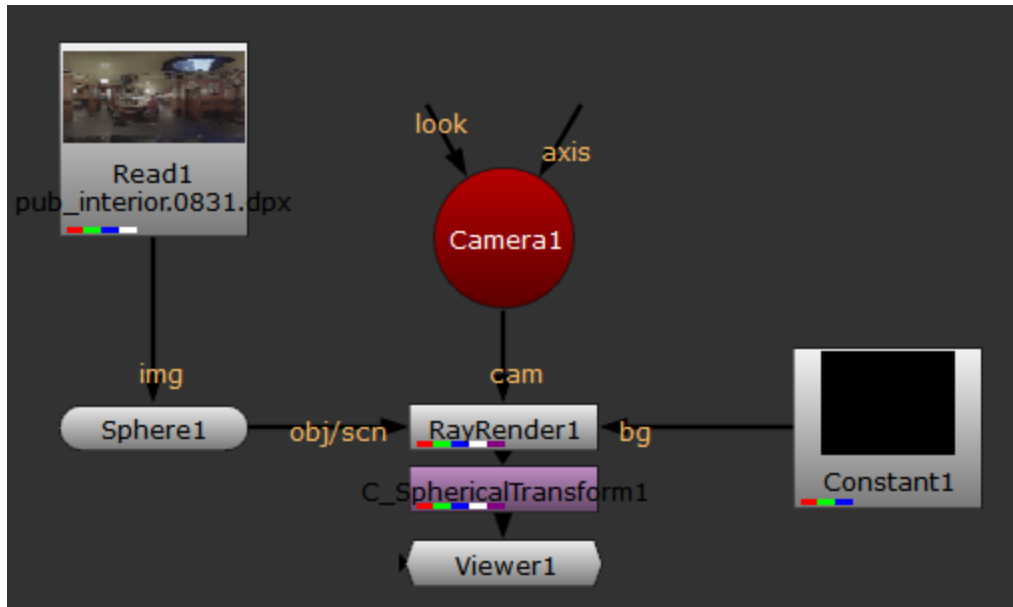 Read1
pub_interior.0831.dpx
look
axis
Camera1
img
cam
Sphere1
obj/scn
RayRender1
bg
Constant1
C_SphericalTransform1
Viewer1